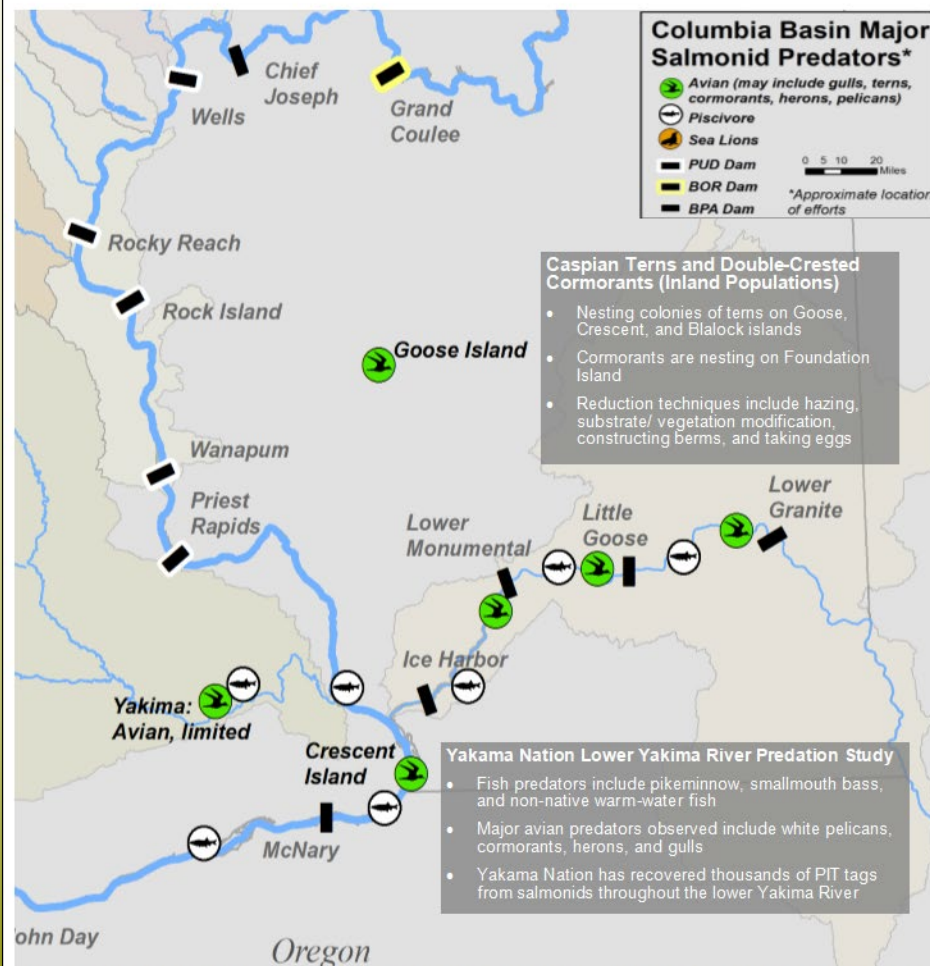 Columbia Basin Major
Salmonid Predators*
Avian (may include gulls, terns,
cormorants, herons, pelicans)
Piscivore
Sea Lions
PUD Dam
BOR Dam
BPA Dam
0 5 10 20
Miles
*Approximate location
of efforts
Chief
Joseph
Wells
Grand
Coulee
Rocky Reach
Rock Island
Goose Island
Caspian Terns and Double-Crested
Cormorants (Inland Populations)
• Nesting colonies of terns on Goose,
Crescent, and Blalock islands
• Cormorants are nesting on Foundation
Island
• Reduction techniques include hazing,
substrate/ vegetation modification,
constructing berms, and taking eggs
Wanapum
Priest
Rapids
Lower
Monumental
Little
Goose
Lower
Granite
Ice Harbor
Yakima:
Avian, limited
Crescent
Island
McNary
Yakama Nation Lower Yakima River Predation Study
• Fish predators include pikeminnow, smallmouth bass,
and non-native warm-water fish
• Major avian predators observed include white pelicans,
cormorants, herons, and gulls
• Yakama Nation has recovered thousands of PIT tags
from salmonids throughout the lower Yakima River
ohn Day
Oregon